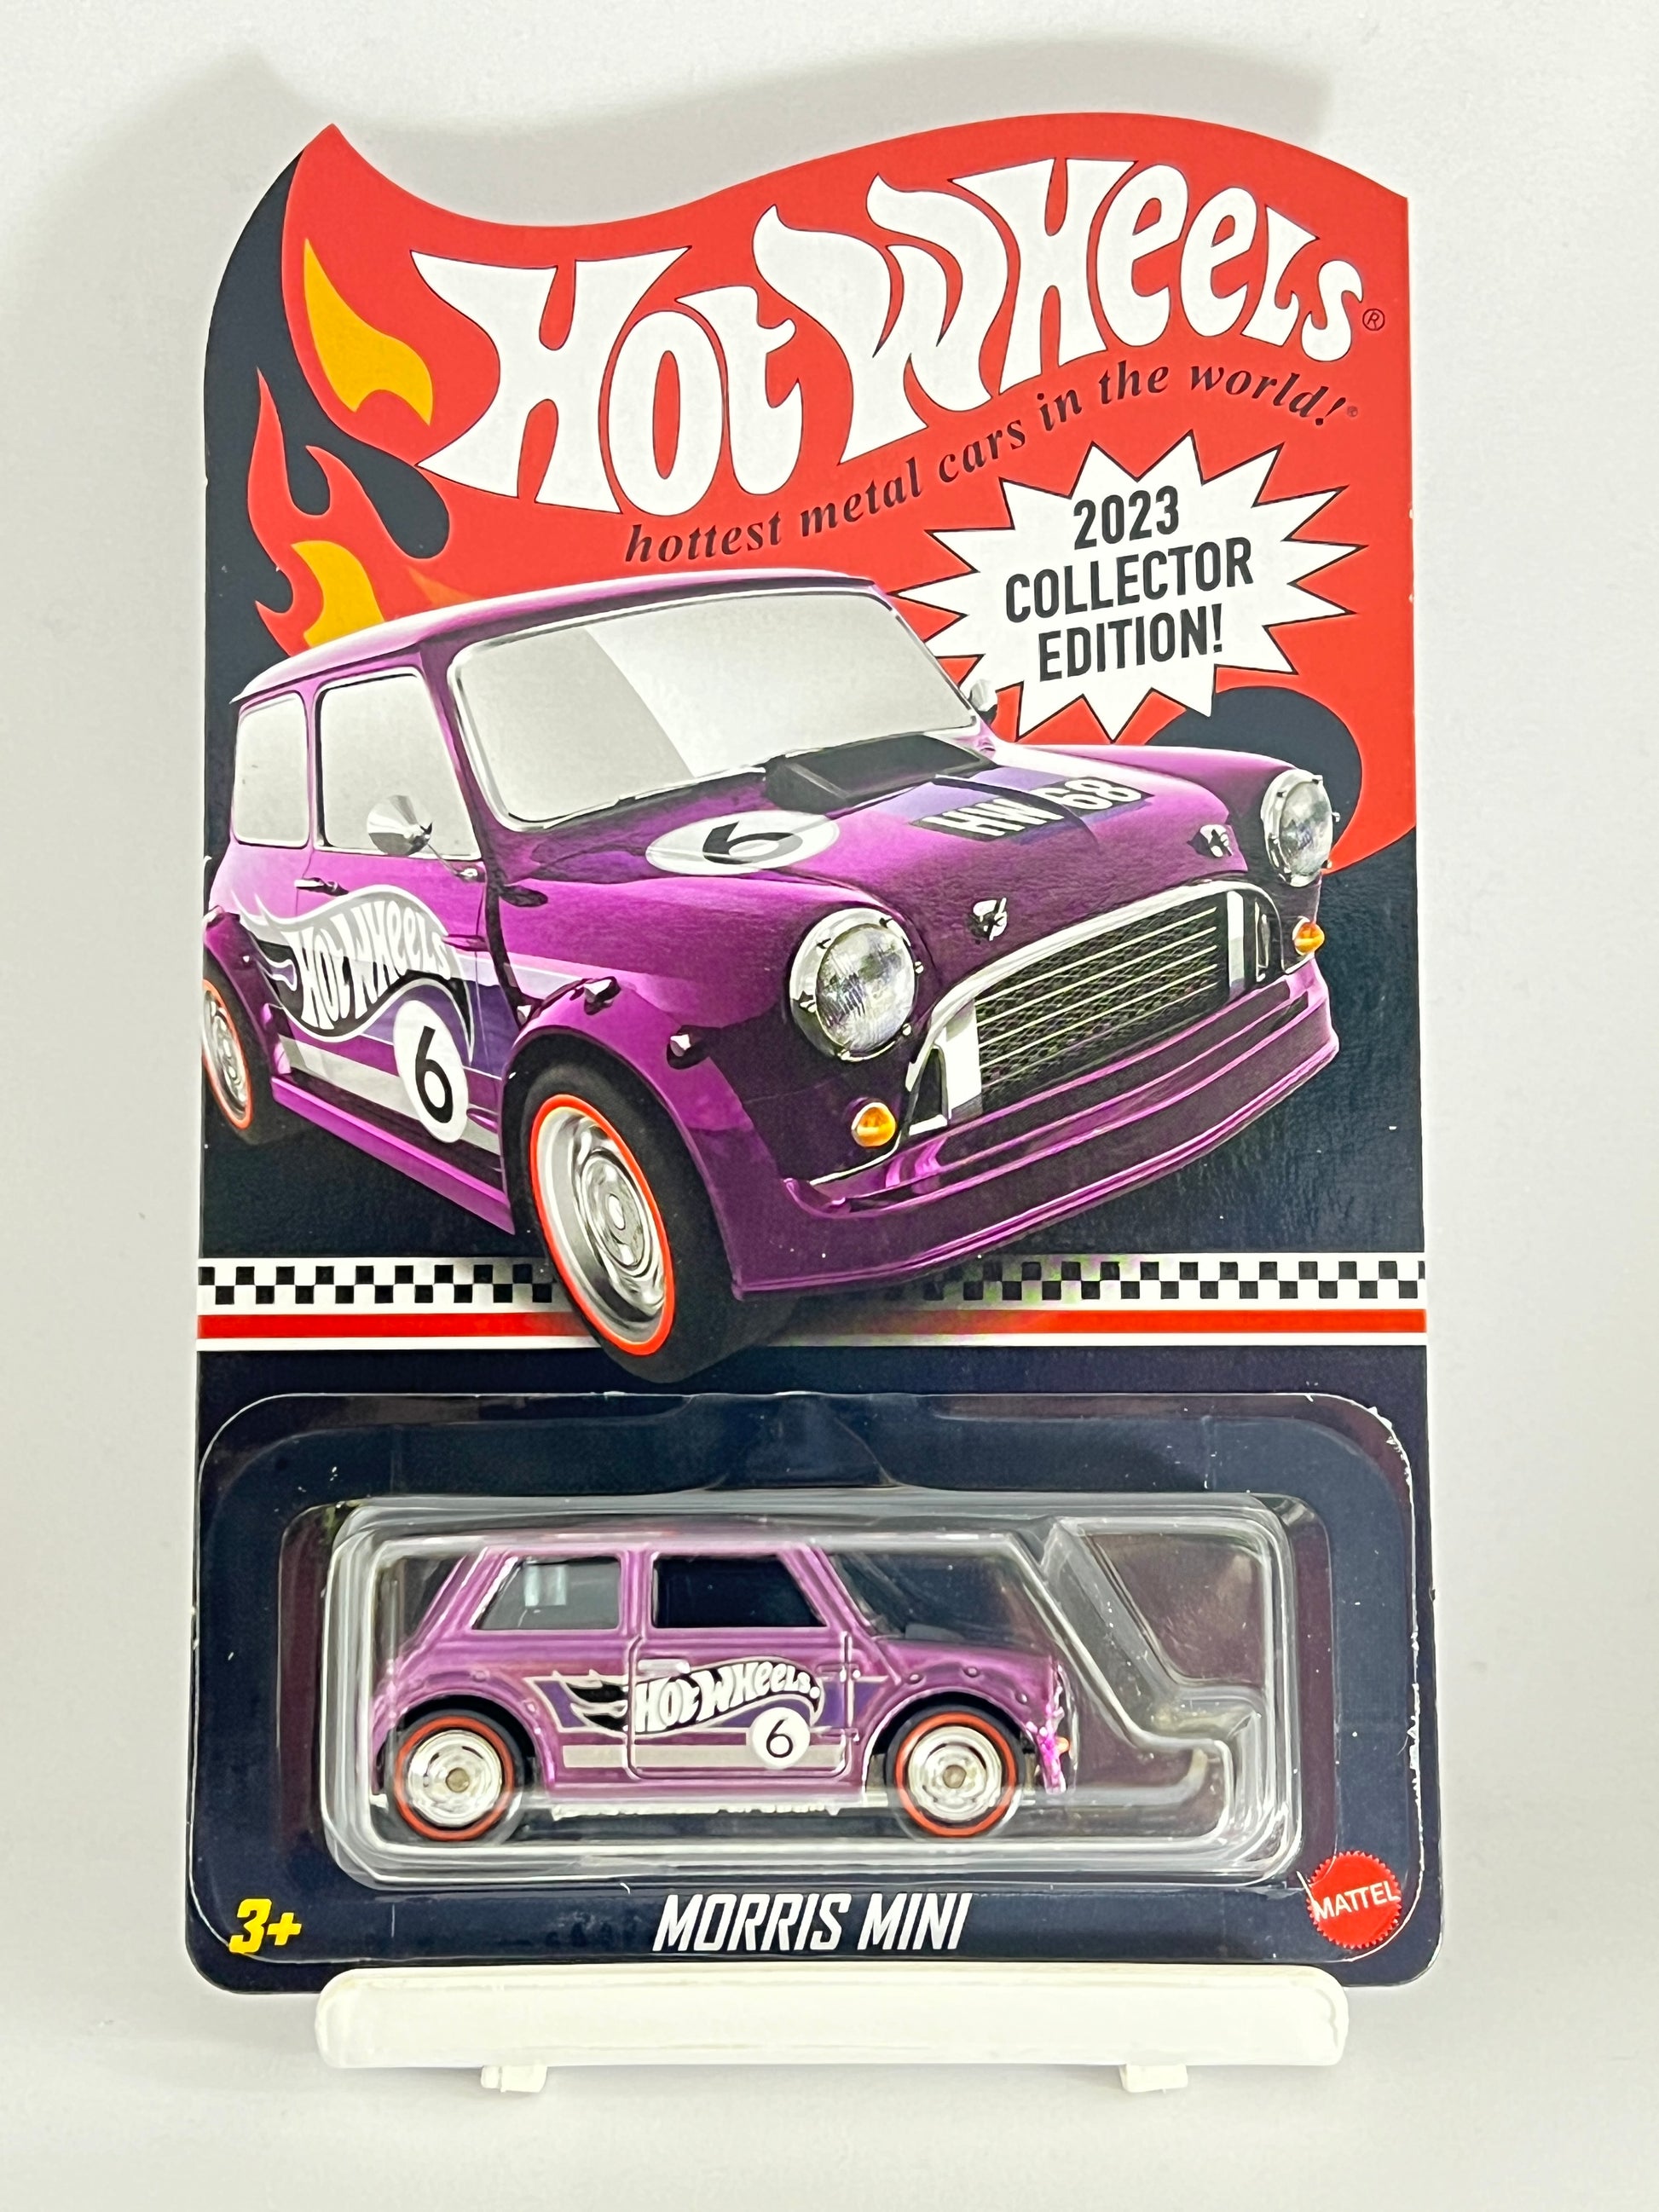 Hot Wheels®
hottest metal cars in the world!
2023
COLLECTOR
EDITION!
6
HW 68
HOT WHEELS
6
HOT WHEELS
6
3+
MORRIS MINI
MATTEL